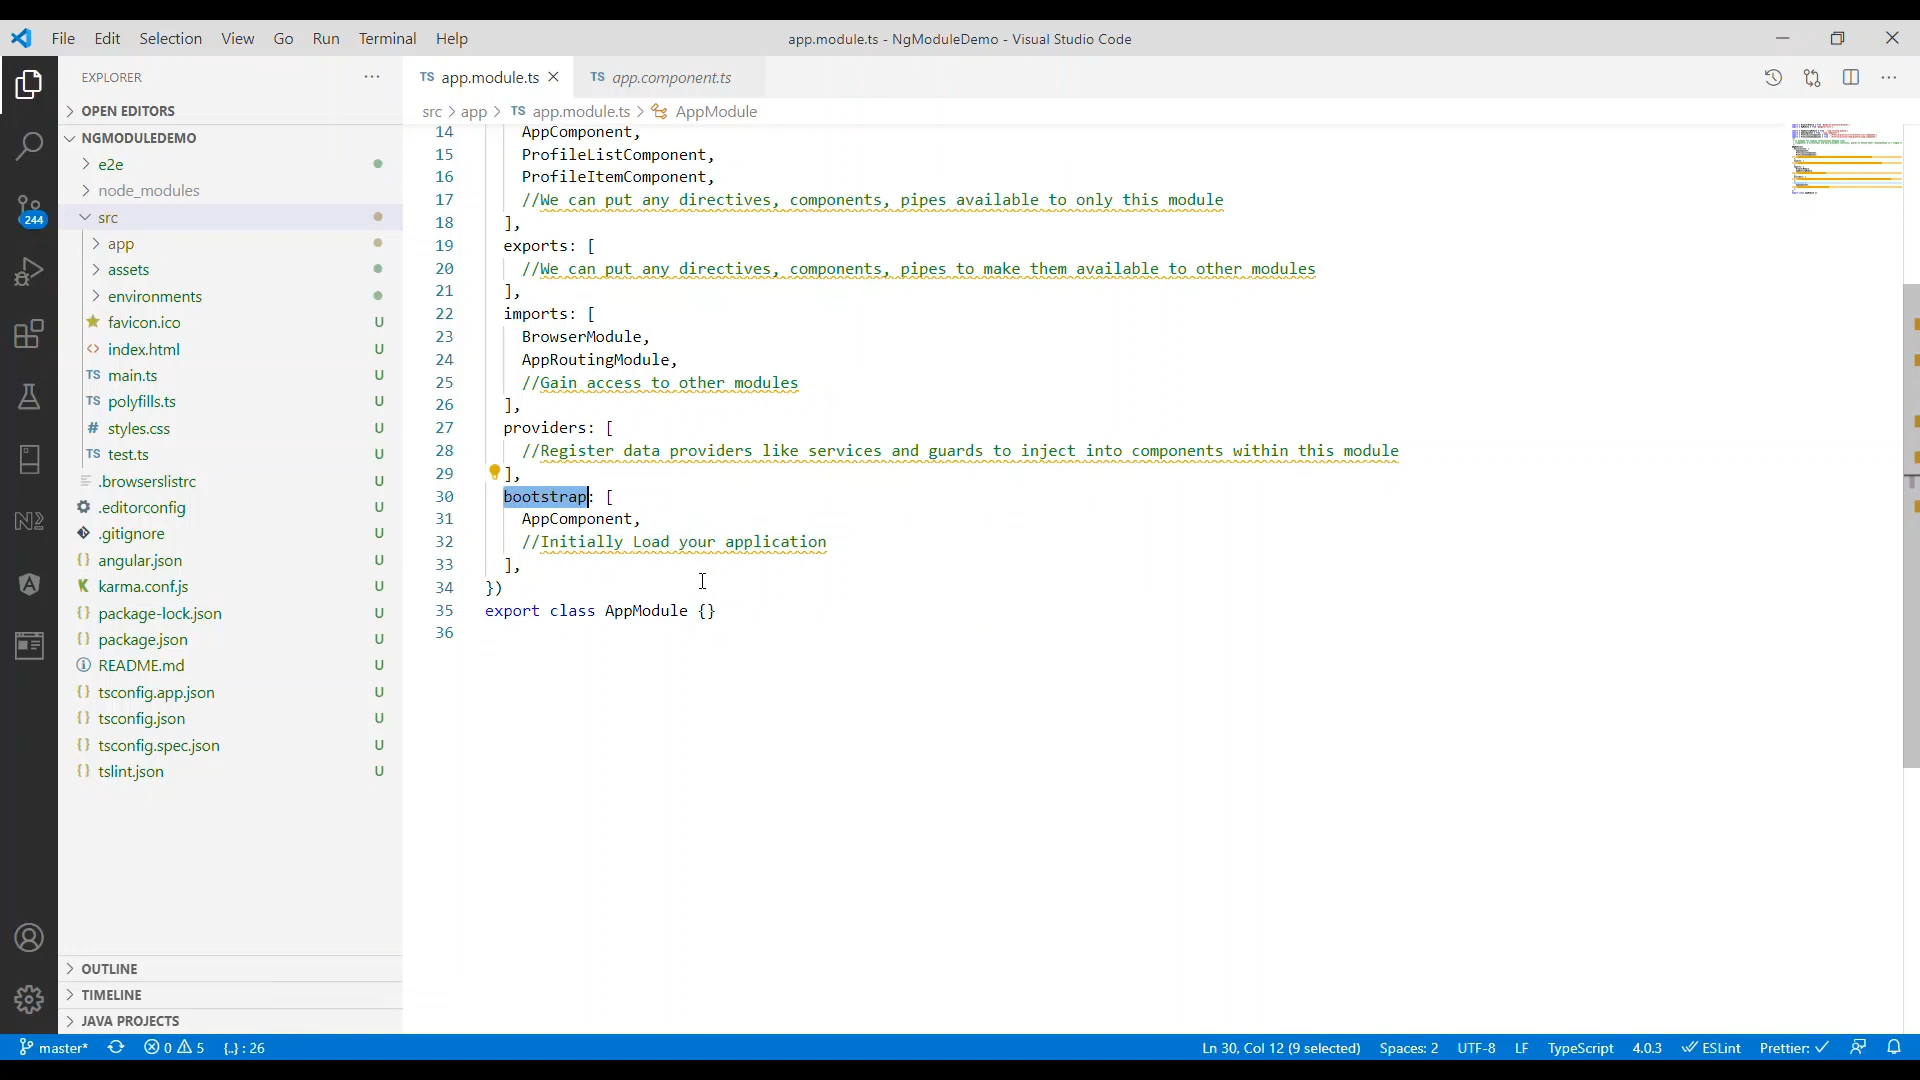 File Edit Selection View Go Run Terminal Help
app.module.ts - NgModuleDemo - Visual Studio Code
EXPLORER
TS app.module.ts
TS app.component.ts
OPEN EDITORS
src > app > TS app.module.ts > AppModule
NGMODULEDEMO
e2e
node_modules
src
app
assets
environments
favicon.ico U
index.html U
TS main.ts U
TS polyfills.ts U
# styles.css U
TS test.ts U
.browserslistrc U
.editorconfig U
.gitignore U
{} angular.json U
K karma.conf.js U
{} package-lock.json U
{} package.json U
README.md U
{} tsconfig.app.json U
{} tsconfig.json U
{} tsconfig.spec.json U
{} tslint.json U
244
N2
A
OUTLINE
TIMELINE
JAVA PROJECTS
14 AppComponent,
15 ProfileListComponent,
16 ProfileItemComponent,
17 //We can put any directives, components, pipes available to only this module
18 ],
19 exports: [
20 //We can put any directives, components, pipes to make them available to other modules
21 ],
22 imports: [
23 BrowserModule,
24 AppRoutingModule,
25 //Gain access to other modules
26 ],
27 providers: [
28 //Register data providers like services and guards to inject into components within this module
29 ],
30 bootstrap: [
31 AppComponent,
32 //Initially Load your application
33 ],
34 })
35 export class AppModule {}
36
master* 0 5 {..} : 26
Ln 30, Col 12 (9 selected) Spaces: 2 UTF-8 LF TypeScript 4.0.3 ESLint Prettier: ✓